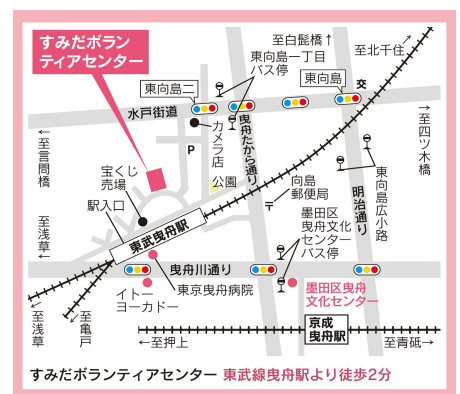 すみだボラン
ティアセンター
至白髭橋↑
至北千住→
東向島一丁目
バス停
東向島二
東向島
交
水戸街道
→至四ツ木橋
←至言問橋
カメラ店
P
曳舟たから通り
宝くじ
売場
公園
向島
郵便局
〒
東向島広小路
明治通り
駅入口
東武曳舟駅
墨田区
曳舟文化
センター
バス停
←至浅草
曳舟川通り
東京曳舟病院
イトー
ヨーカドー
墨田区曳舟
文化センター
←至浅草
←至亀戸
京成
曳舟駅
←至押上
→至青砥
すみだボランティアセンター 東武線曳舟駅より徒歩2分